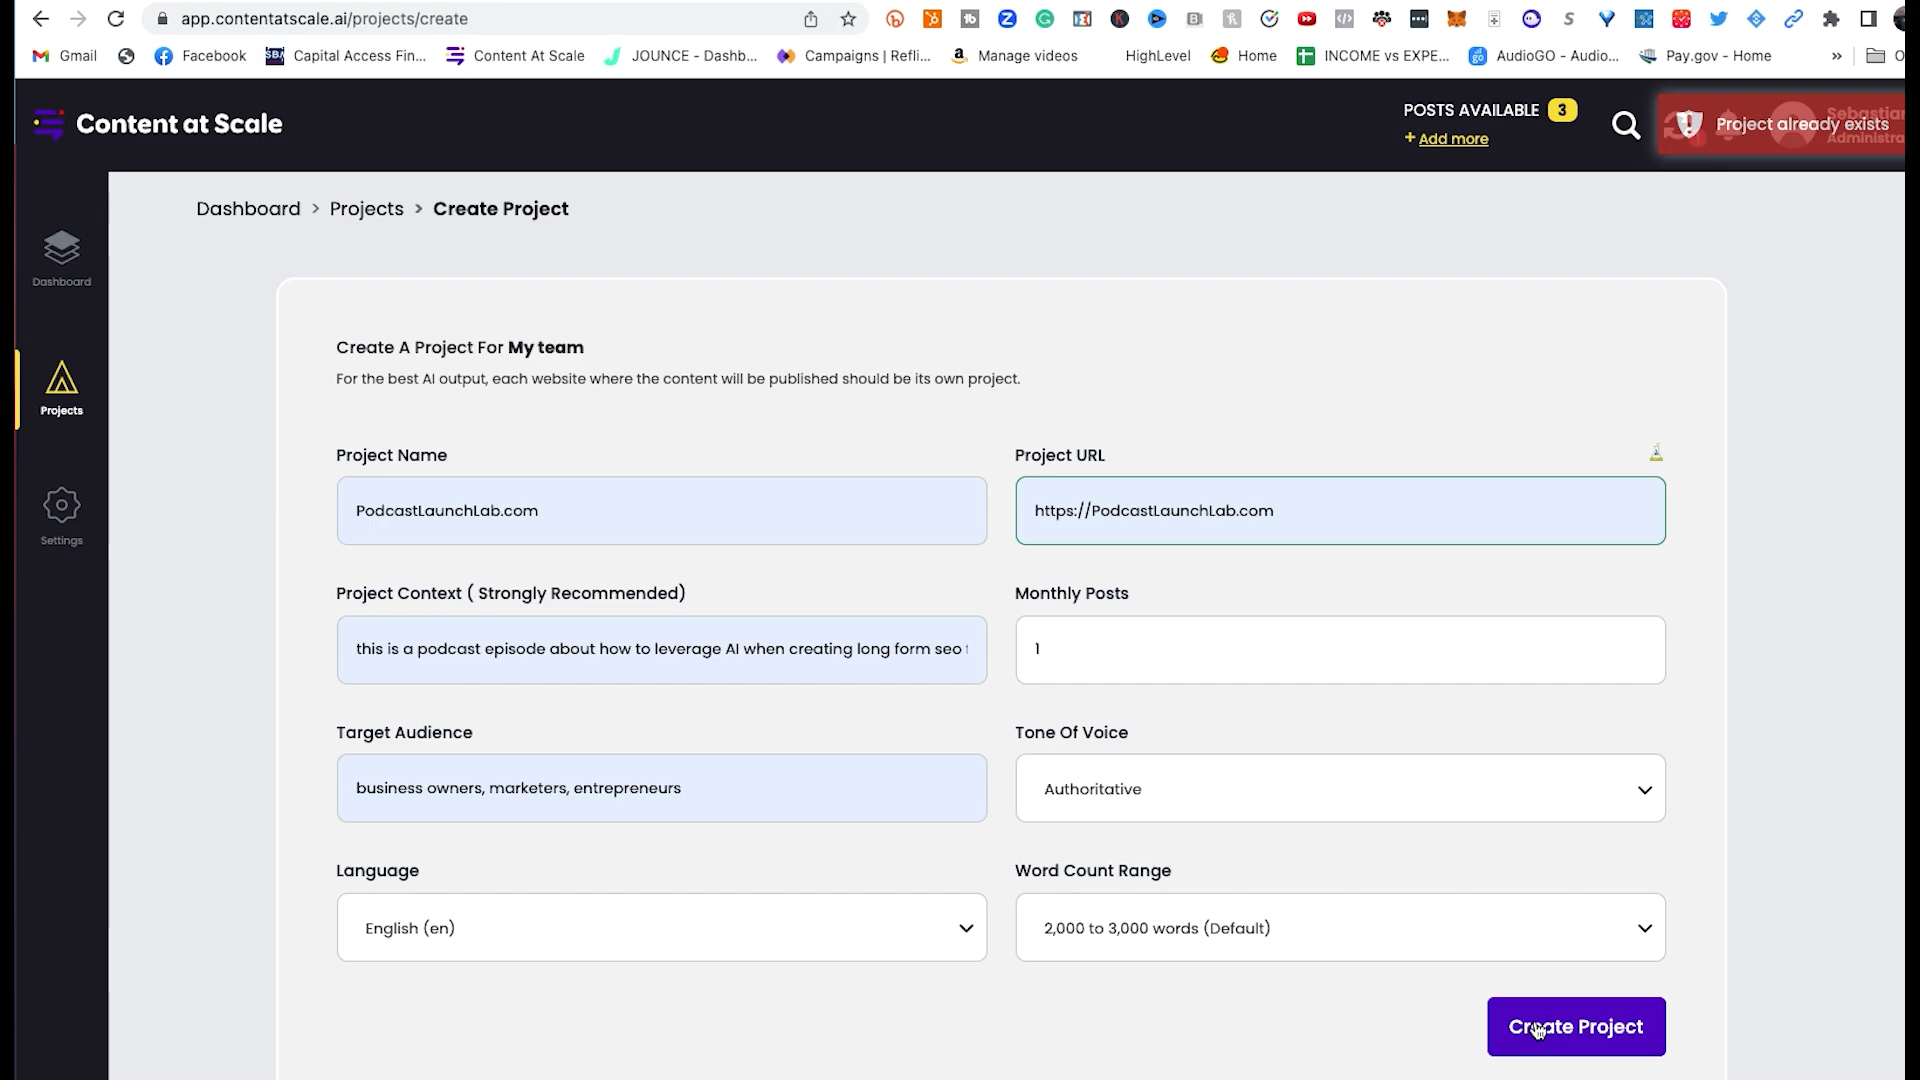 app.contentatscale.ai/projects/create
Gmail
Facebook
Capital Access Fin...
Content At Scale
JOUNCE - Dashb...
Campaigns | Refli...
Manage videos
HighLevel
Home
INCOME vs EXPE...
AudioGO - Audio...
Pay.gov - Home
»
Content at Scale
POSTS AVAILABLE 3
+ Add more
Project already exists
Dashboard > Projects > Create Project
Dashboard
Projects
Settings
Create A Project For My team
For the best AI output, each website where the content will be published should be its own project.
Project Name
PodcastLaunchLab.com
Project URL
https://PodcastLaunchLab.com
Project Context ( Strongly Recommended)
this is a podcast episode about how to leverage AI when creating long form seo
Monthly Posts
1
Target Audience
business owners, marketers, entrepreneurs
Tone Of Voice
Authoritative
Language
English (en)
Word Count Range
2,000 to 3,000 words (Default)
Create Project